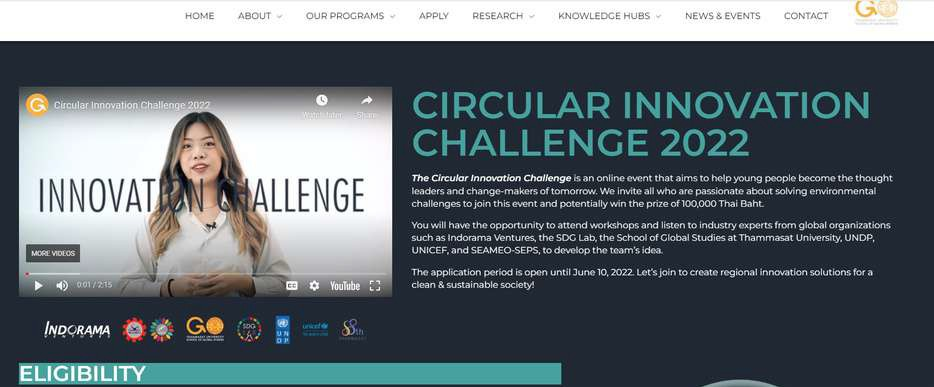 HOME
ABOUT
OUR PROGRAMS
APPLY
RESEARCH
KNOWLEDGE HUBS
NEWS & EVENTS
CONTACT
Circular Innovation Challenge 2022
Watch later
Share
INNOVATION CHALLENGE
MORE VIDEOS
0:01 / 2:15
CC
YouTube
CIRCULAR INNOVATION
CHALLENGE 2022
The Circular Innovation Challenge is an online event that aims to help young people become the thought
leaders and change-makers of tomorrow. We invite all who are passionate about solving environmental
challenges to join this event and potentially win the prize of 100,000 Thai Baht.
You will have the opportunity to attend workshops and listen to industry experts from global organizations
such as Indorama Ventures, the SDG Lab, the School of Global Studies at Thammasat University, UNDP,
UNICEF, and SEAMEO-SEPS, to develop the team's idea.
The application period is open until June 10, 2022. Let's join to create regional innovation solutions for a
clean & sustainable society!
INDORAMA
VENTURES
SDG
U N
D P
unicef
88th
ELIGIBILITY